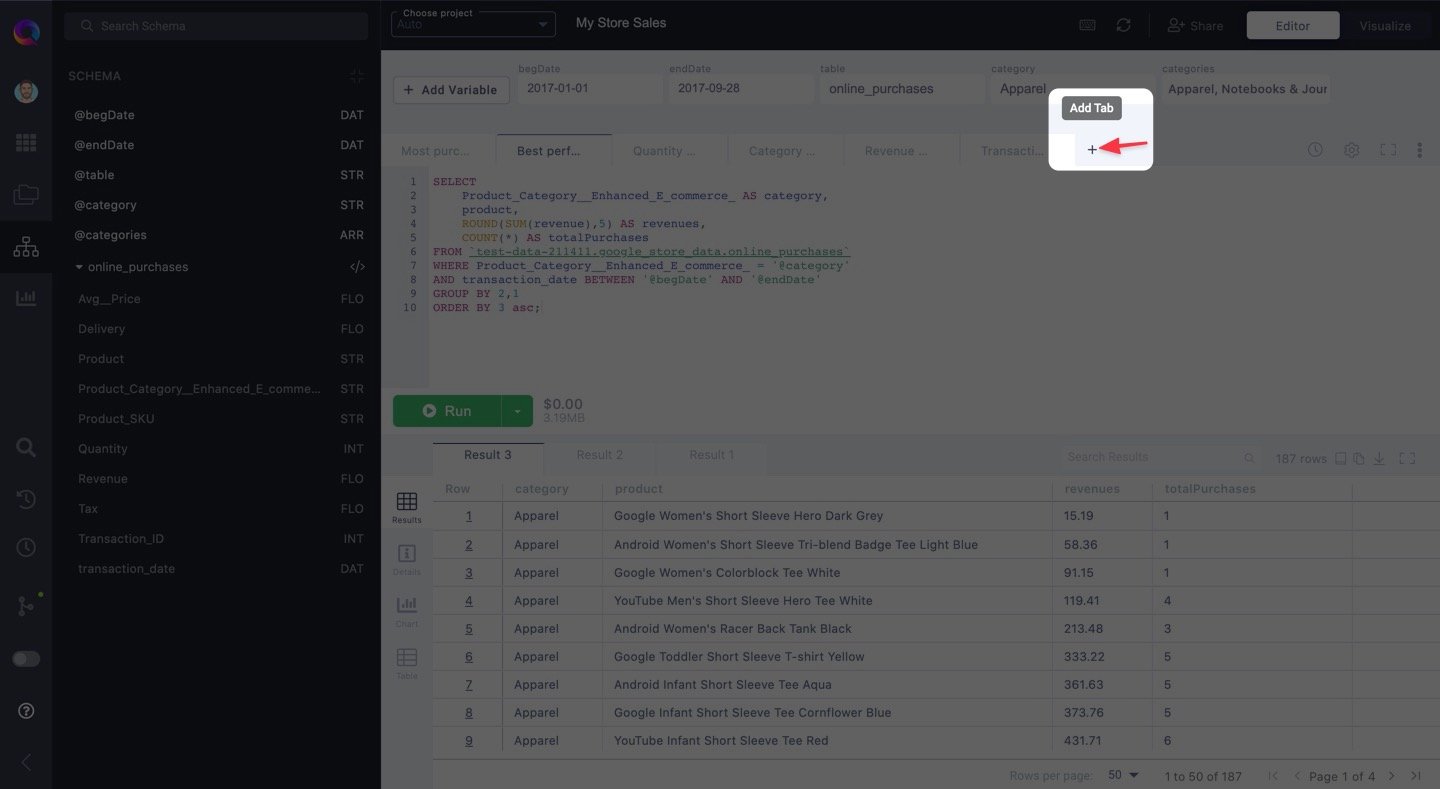 Search Schema
Choose project
Auto
My Store Sales
Share
Editor
Visualize
SCHEMA
@begDate DAT
@endDate DAT
@table STR
@category STR
@categories ARR
online_purchases </>
Avg__Price FLO
Delivery FLO
Product STR
Product_Category__Enhanced_E_comme... STR
Product_SKU STR
Quantity INT
Revenue FLO
Tax FLO
Transaction_ID INT
transaction_date DAT
+ Add Variable
begDate
2017-01-01
endDate
2017-09-28
table
online_purchases
category
Apparel
categories
Apparel, Notebooks & Jour
Add Tab
Most purc... Best perf... Quantity ... Category ... Revenue ... Transacti... +
1 SELECT
2 Product_Category__Enhanced_E_commerce_ AS category,
3 product,
4 ROUND(SUM(revenue),5) AS revenues,
5 COUNT(*) AS totalPurchases
6 FROM `test-data-211411.google_store_data.online_purchases`
7 WHERE Product_Category__Enhanced_E_commerce_ = '@category'
8 AND transaction_date BETWEEN '@begDate' AND '@endDate'
9 GROUP BY 2,1
10 ORDER BY 3 asc;
Run
$0.00
3.19MB
Result 3 Result 2 Result 1
Search Results
187 rows
Results
Details
Chart
Table
Row category product revenues totalPurchases
1 Apparel Google Women's Short Sleeve Hero Dark Grey 15.19 1
2 Apparel Android Women's Short Sleeve Tri-blend Badge Tee Light Blue 58.36 1
3 Apparel Google Women's Colorblock Tee White 91.15 1
4 Apparel YouTube Men's Short Sleeve Hero Tee White 119.41 4
5 Apparel Android Women's Racer Back Tank Black 213.48 3
6 Apparel Google Toddler Short Sleeve T-shirt Yellow 333.22 5
7 Apparel Android Infant Short Sleeve Tee Aqua 361.63 5
8 Apparel Google Infant Short Sleeve Tee Cornflower Blue 373.76 5
9 Apparel YouTube Infant Short Sleeve Tee Red 431.71 6
Rows per page: 50 1 to 50 of 187 Page 1 of 4